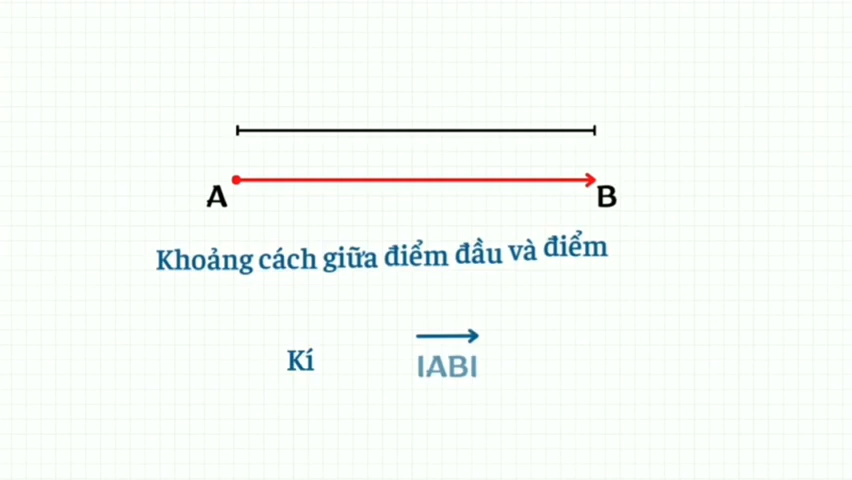 A B
Khoảng cách giữa điểm đầu và điểm
Kí |AB|